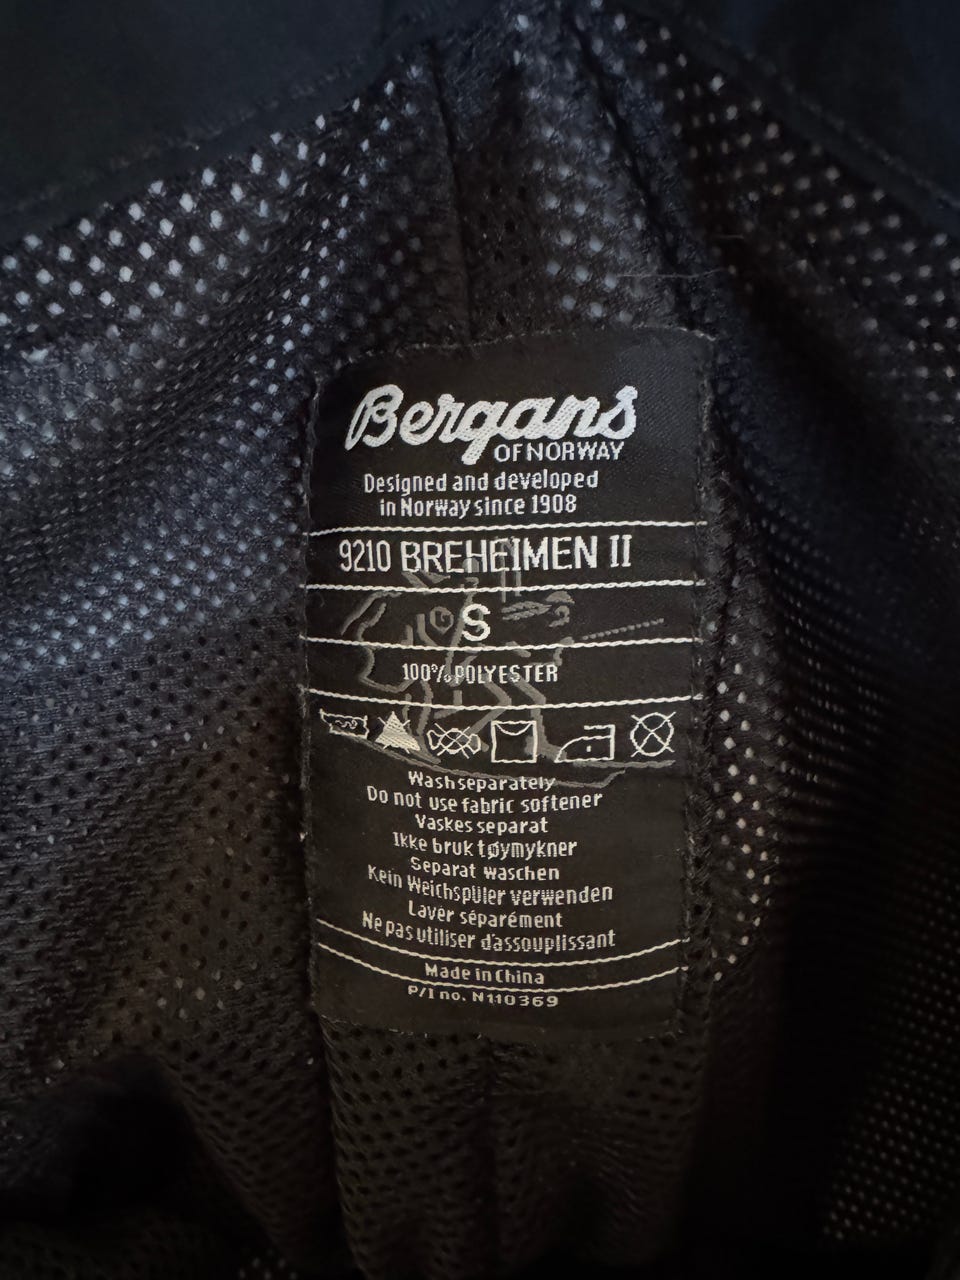 Bergans
OF NORWAY
Designed and developed
in Norway since 1908
9210 BREHEIMEN II
S
100% POLYESTER
Wash separately
Do not use fabric softener
Vaskes separat
Ikke bruk tøymykner
Separat waschen
Kein Weichspüler verwenden
Laver séparément
Ne pas utiliser d'assouplissant
Made in China
P/I no. N110369